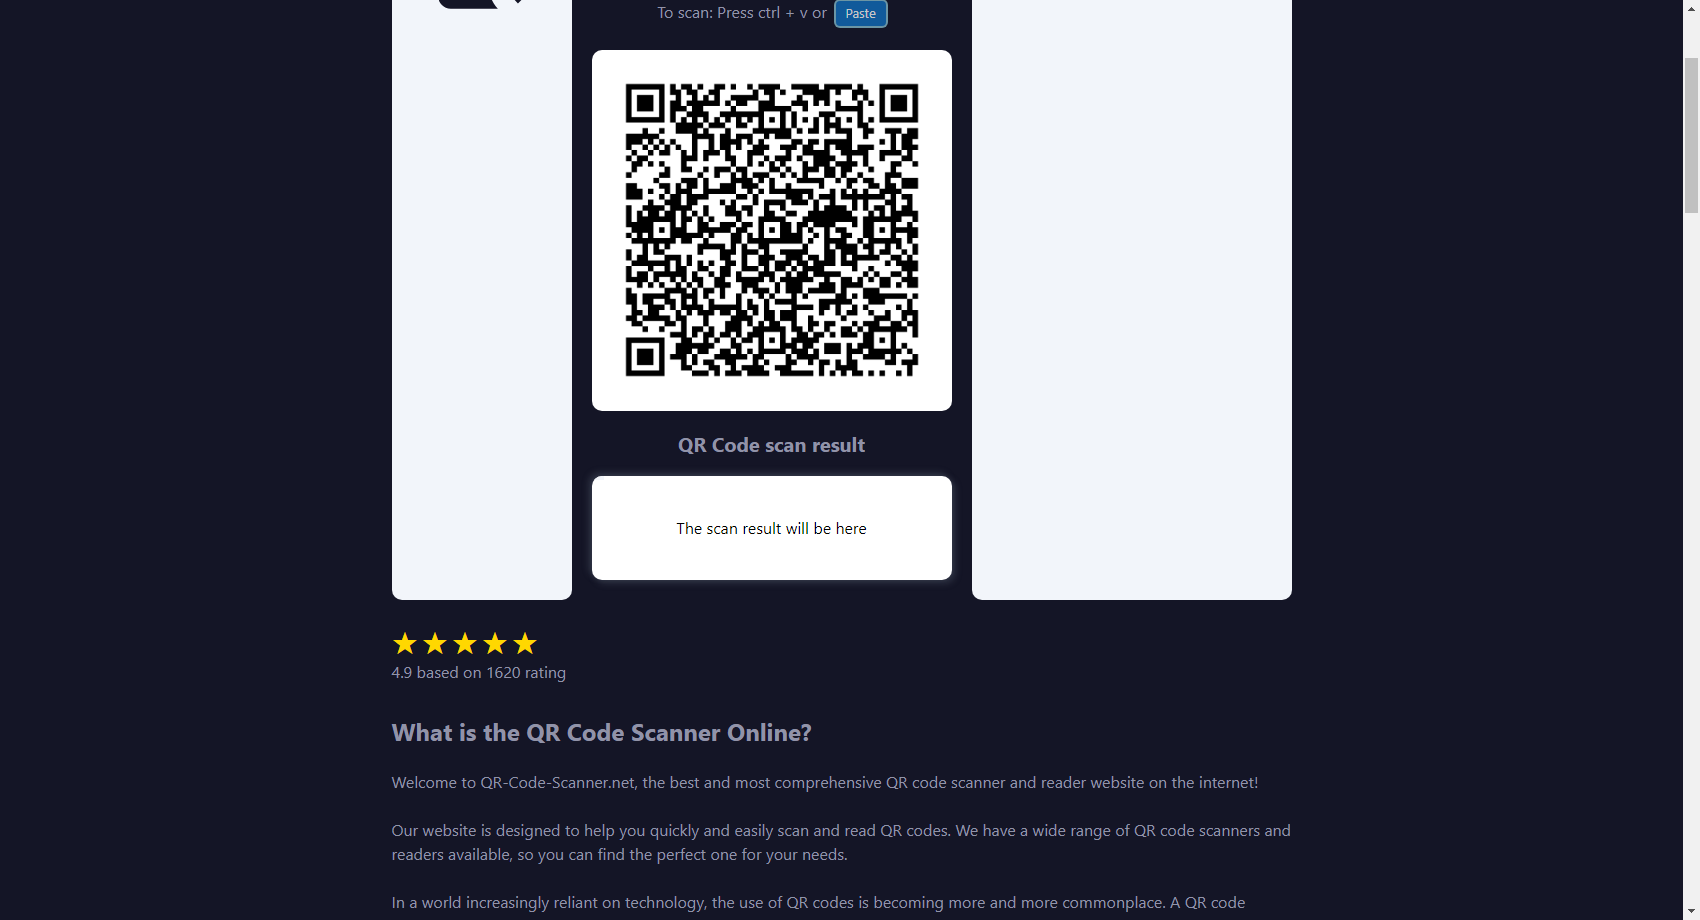 To scan: Press ctrl + v or Paste
QR Code scan result
The scan result will be here
4.9 based on 1620 rating
What is the QR Code Scanner Online?
Welcome to QR-Code-Scanner.net, the best and most comprehensive QR code scanner and reader website on the internet!
Our website is designed to help you quickly and easily scan and read QR codes. We have a wide range of QR code scanners and
readers available, so you can find the perfect one for your needs.
In a world increasingly reliant on technology, the use of QR codes is becoming more and more commonplace. A QR code